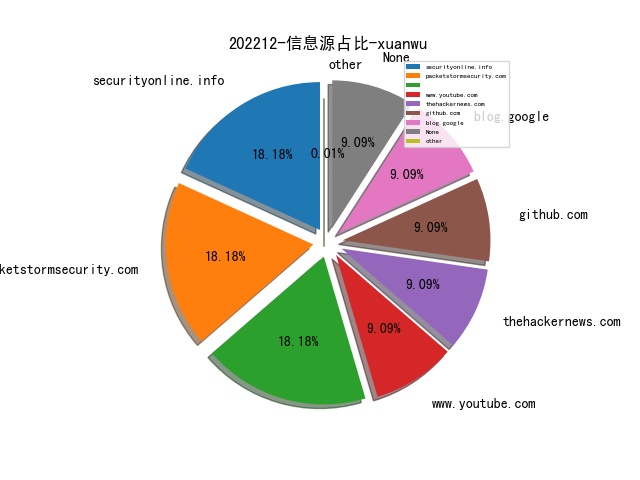 202212-信息源占比-xuanwu
None
other
securityonline.info
securityonline.info
packetstormsecurity.com
www.youtube.com
thehackernews.com
github.com
blog.google
None
other
blog.google
18.18%
0.01%
9.09%
9.09%
github.com
9.09%
ketstormsecurity.com
18.18%
9.09%
thehackernews.com
9.09%
18.18%
www.youtube.com